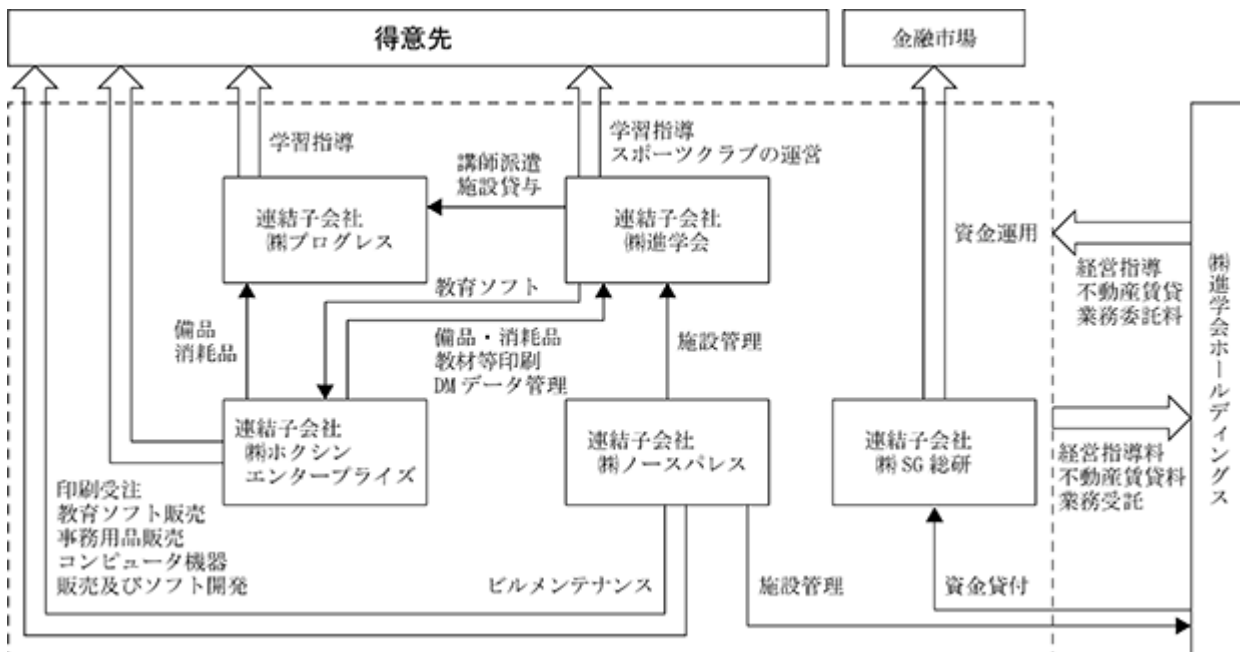 得意先
金融市場
学習指導
学習指導
スポーツクラブの運営
講師派遣
施設貸与
連結子会社
㈱プログレス
連結子会社
㈱進学会
資金運用
経営指導
不動産賃貸
業務委託料
㈱進学会ホールディングス
教育ソフト
備品
消耗品
備品・消耗品
教材等印刷
DMデータ管理
施設管理
連結子会社
㈱ホクシン
エンタープライズ
連結子会社
㈱ノースパレス
連結子会社
㈱SG総研
経営指導料
不動産賃貸料
業務受託
印刷受注
教育ソフト販売
事務用品販売
コンピュータ機器
販売及びソフト開発
ビルメンテナンス
施設管理
資金貸付